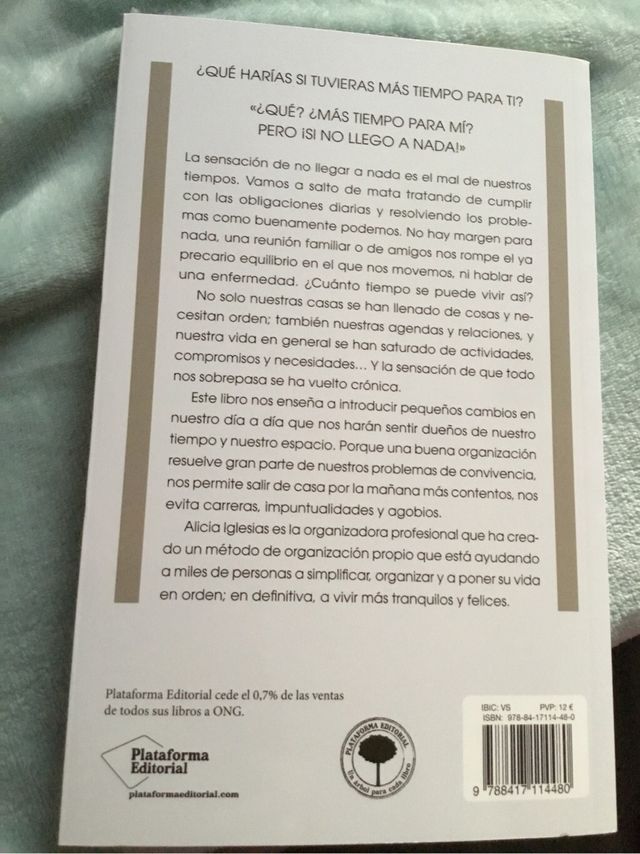 ¿QUÉ HARÍAS SI TUVIERAS MÁS TIEMPO PARA TI?
«¿QUÉ? ¿MÁS TIEMPO PARA MÍ?
PERO ¡SI NO LLEGO A NADA!»
La sensación de no llegar a nada es el mal de nuestros
tiempos. Vamos a salto de mata tratando de cumplir
con las obligaciones diarias y resolviendo los proble-
mas como buenamente podemos. No hay margen para
nada, una reunión familiar o de amigos nos rompe el ya
precario equilibrio en el que nos movemos, ni hablar de
una enfermedad. ¿Cuánto tiempo se puede vivir así?
No solo nuestras casas se han llenado de cosas y ne-
cesitan orden; también nuestras agendas y relaciones, y
nuestra vida en general se han saturado de actividades,
compromisos y necesidades... Y la sensación de que todo
nos sobrepasa se ha vuelto crónica.
Este libro nos enseña a introducir pequeños cambios en
nuestro día a día que nos harán sentir dueños de nuestro
tiempo y nuestro espacio. Porque una buena organización
resuelve gran parte de nuestros problemas de convivencia,
nos permite salir de casa por la mañana más contentos, nos
evita carreras, impuntualidades y agobios.
Alicia Iglesias es la organizadora profesional que ha crea-
do un método de organización propio que está ayudando
a miles de personas a simplificar, organizar y a poner su vida
en orden; en definitiva, a vivir más tranquilos y felices.
Plataforma Editorial cede el 0,7% de las ventas
de todos sus libros a ONG.
Plataforma
Editorial
plataformaeditorial.com
PLATAFORMA EDITORIAL
Un árbol para cada libro
IBIC: VS PVP: 12 €
ISBN: 978-84-17114-48-0
9 788417 114480